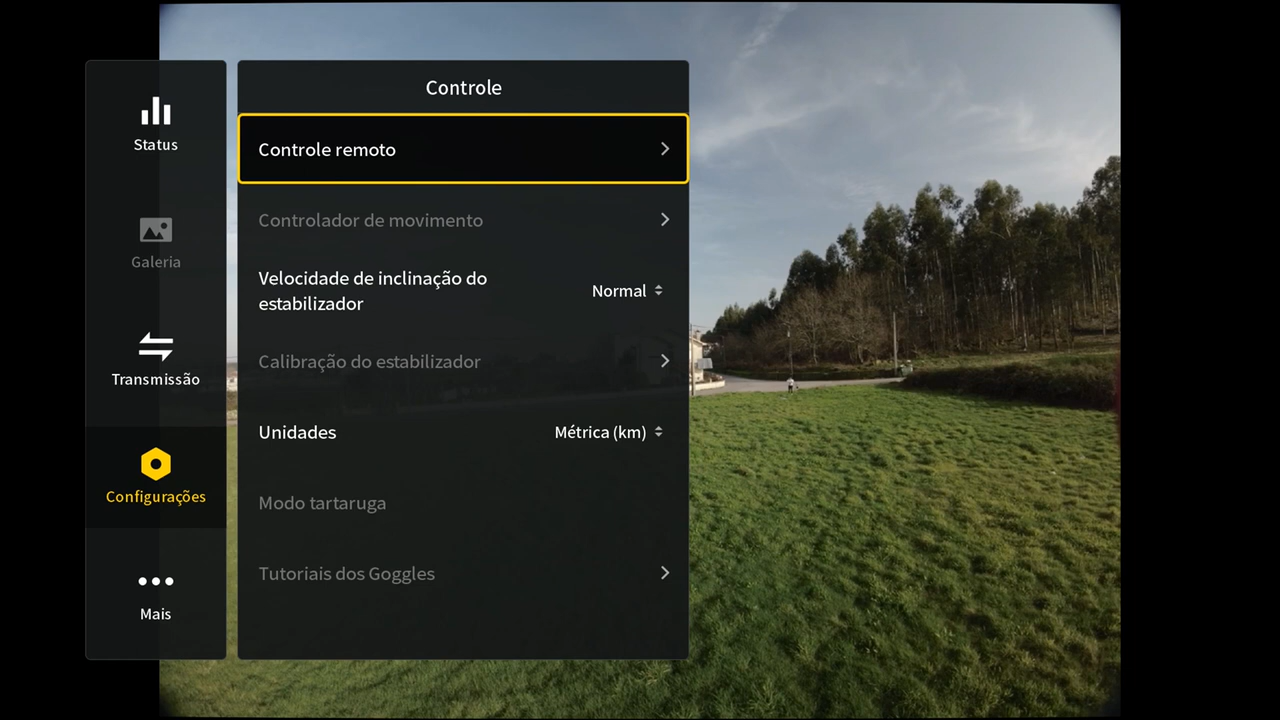 Status
Galeria
Transmissão
Configurações
Mais
Controle
Controle remoto
Controlador de movimento
Velocidade de inclinação do
estabilizador
Normal
Calibração do estabilizador
Unidades
Métrica (km)
Modo tartaruga
Tutoriais dos Goggles